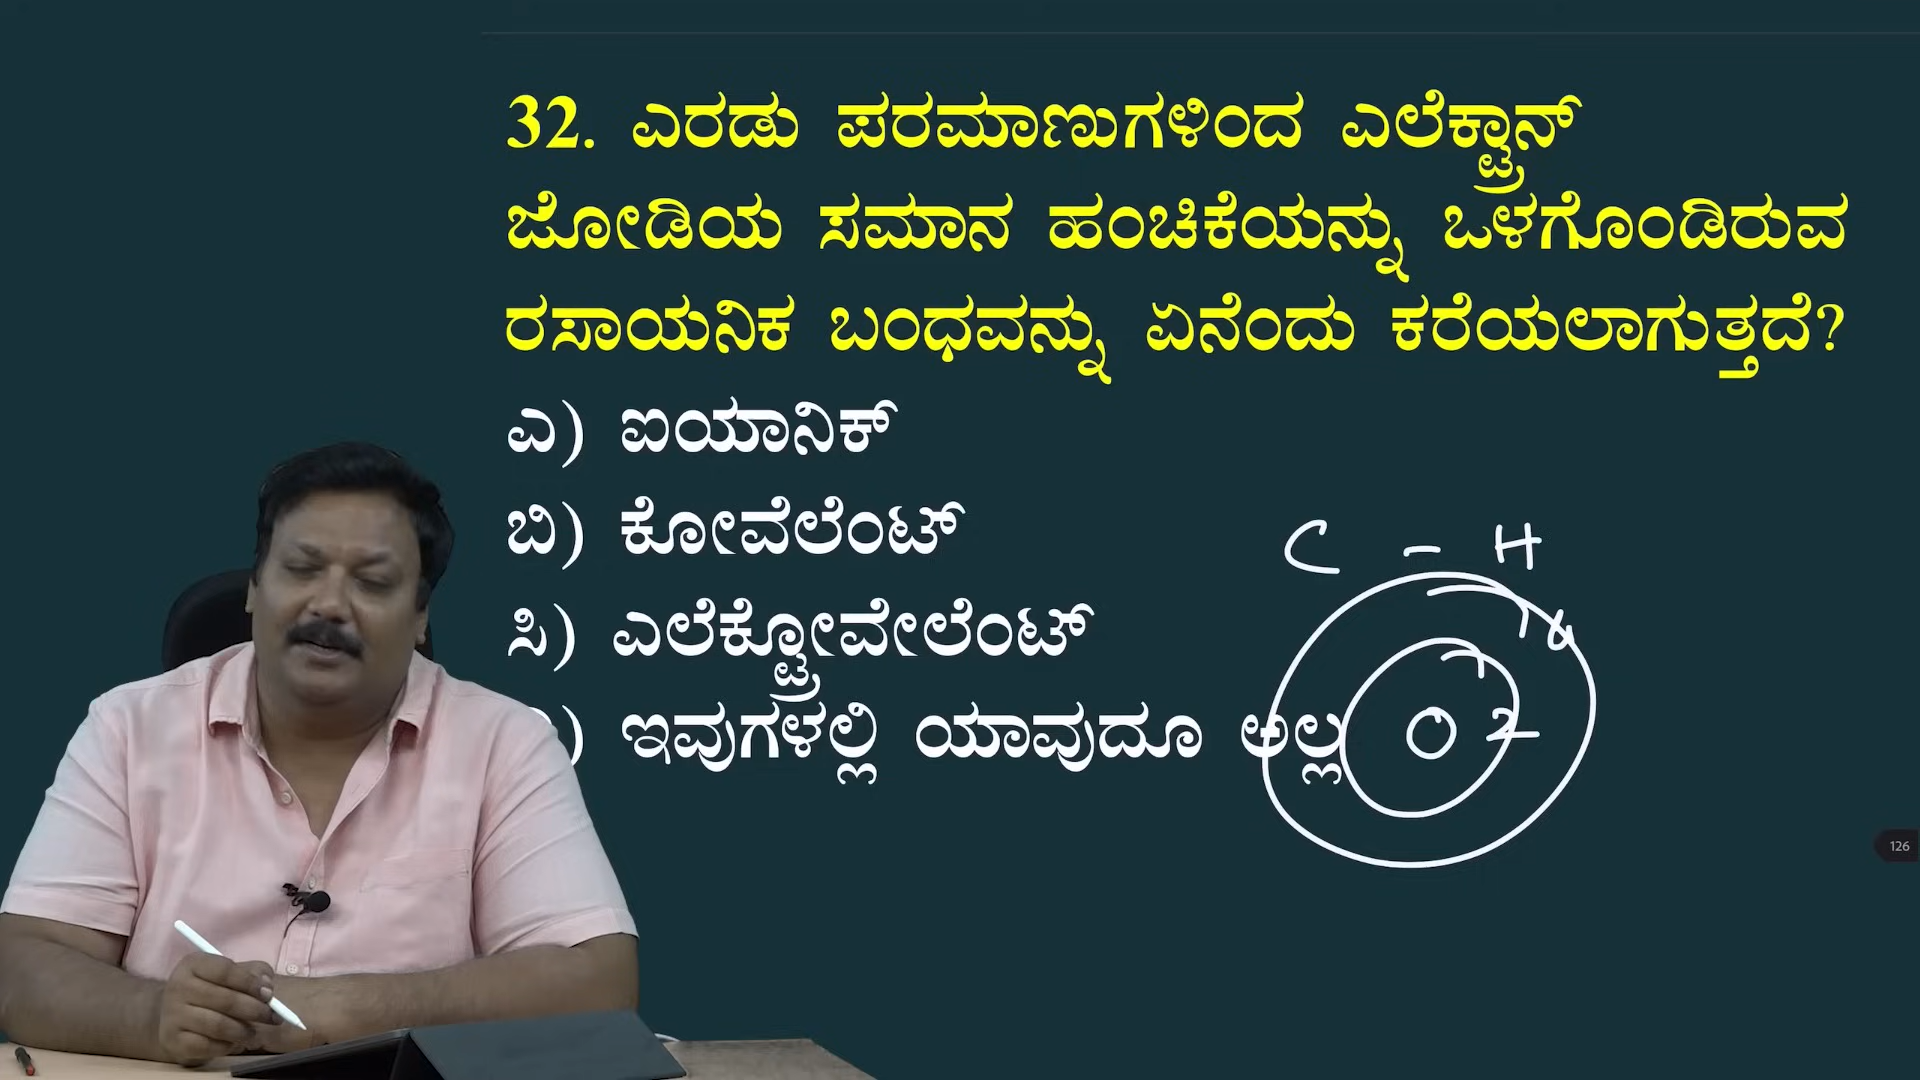 32. ಎರಡು ಪರಮಾಣುಗಳಿಂದ ಎಲೆಕ್ಟ್ರಾನ್
ಜೋಡಿಯ ಸಮಾನ ಹಂಚಿಕೆಯನ್ನು ಒಳಗೊಂಡಿರುವ
ರಸಾಯನಿಕ ಬಂಧವನ್ನು ಏನೆಂದು ಕರೆಯಲಾಗುತ್ತದೆ?
ಎ) ಐಯಾನಿಕ್
ಬಿ) ಕೋವೆಲೆಂಟ್
C - H
ಸಿ) ಎಲೆಕ್ಟ್ರೋವೇಲೆಂಟ್
) ಇವುಗಳಲ್ಲಿ ಯಾವುದೂ ಅಲ್ಲ
2
126